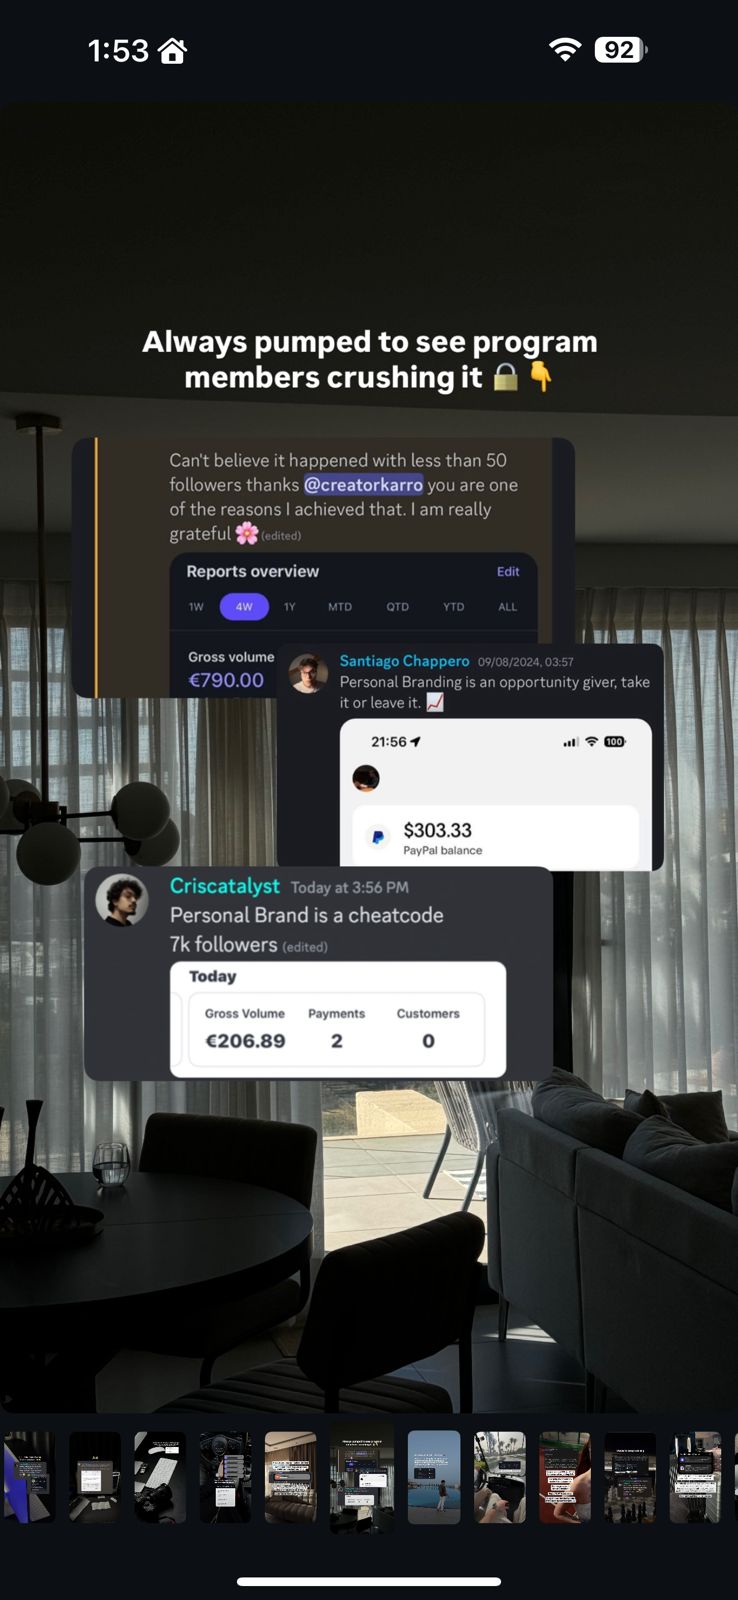 1:53
92
Always pumped to see program
members crushing it 🔒👇
Can't believe it happened with less than 50
followers thanks @creatorkarro you are one
of the reasons I achieved that. I am really
grateful 🌸 (edited)
Reports overview
Edit
1W 4W 1Y MTD QTD YTD ALL
Gross volume
€790.00
Santiago Chappero 09/08/2024, 03:57
Personal Branding is an opportunity giver, take
it or leave it. 📈
21:56
100
$303.33
PayPal balance
Criscatalyst Today at 3:56 PM
Personal Brand is a cheatcode
7k followers (edited)
Today
Gross Volume Payments Customers
€206.89 2 0